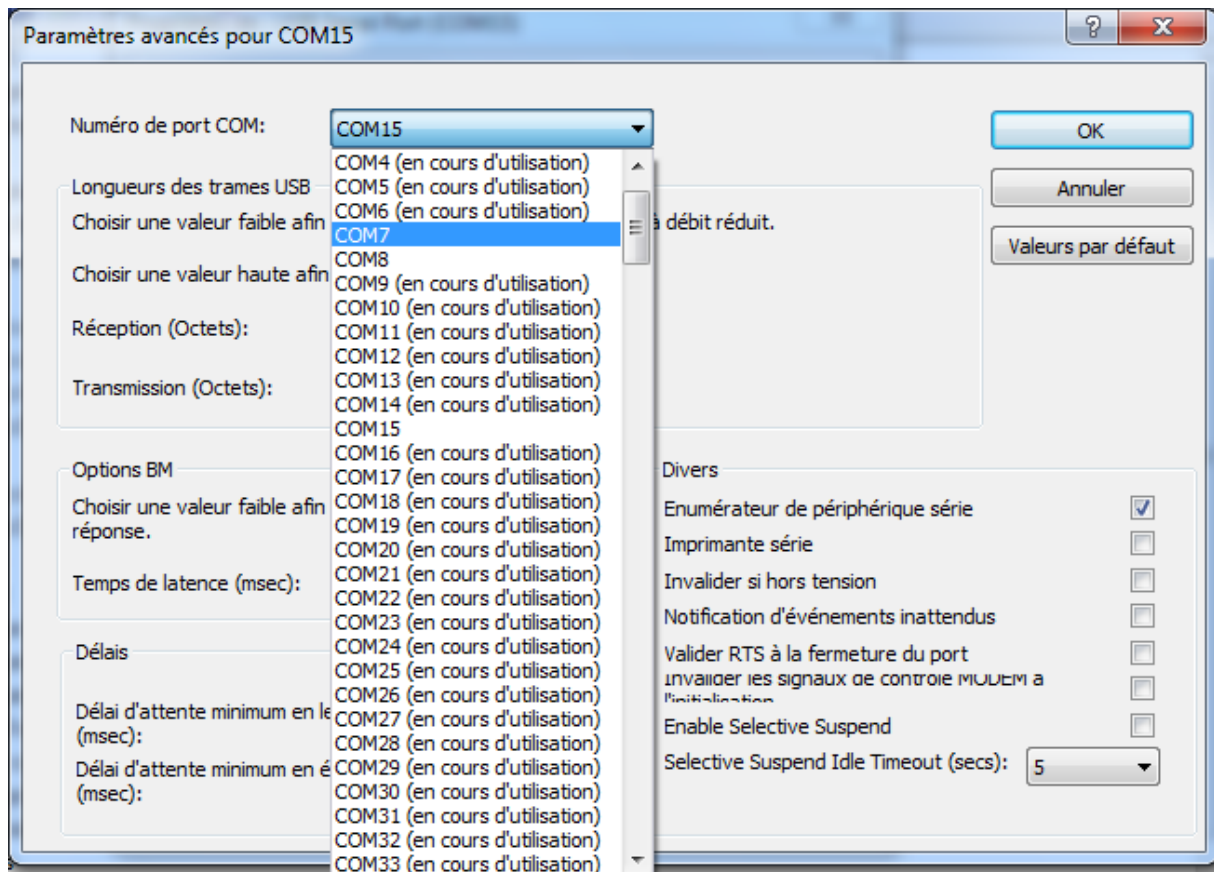 Paramètres avancés pour COM15
Numéro de port COM:
COM15
OK
Annuler
Valeurs par défaut
COM4 (en cours d'utilisation)
COM5 (en cours d'utilisation)
COM6 (en cours d'utilisation)
COM7
COM8
COM9 (en cours d'utilisation)
COM10 (en cours d'utilisation)
COM11 (en cours d'utilisation)
COM12 (en cours d'utilisation)
COM13 (en cours d'utilisation)
COM14 (en cours d'utilisation)
COM15
COM16 (en cours d'utilisation)
COM17 (en cours d'utilisation)
COM18 (en cours d'utilisation)
COM19 (en cours d'utilisation)
COM20 (en cours d'utilisation)
COM21 (en cours d'utilisation)
COM22 (en cours d'utilisation)
COM23 (en cours d'utilisation)
COM24 (en cours d'utilisation)
COM25 (en cours d'utilisation)
COM26 (en cours d'utilisation)
COM27 (en cours d'utilisation)
COM28 (en cours d'utilisation)
COM29 (en cours d'utilisation)
COM30 (en cours d'utilisation)
COM31 (en cours d'utilisation)
COM32 (en cours d'utilisation)
COM33 (en cours d'utilisation)
Longueurs des trames USB
Choisir une valeur faible afin à débit réduit.
Choisir une valeur haute afin
Réception (Octets):
Transmission (Octets):
Options BM
Choisir une valeur faible afin
réponse.
Temps de latence (msec):
Délais
Délai d'attente minimum en
(msec):
Délai d'attente minimum en
(msec):
Divers
Enumérateur de périphérique série
Imprimante série
Invalider si hors tension
Notification d'événements inattendus
Valider RTS à la fermeture du port
Invalider les signaux de contrôle MODEM à
l'initialisation
Enable Selective Suspend
Selective Suspend Idle Timeout (secs):
5